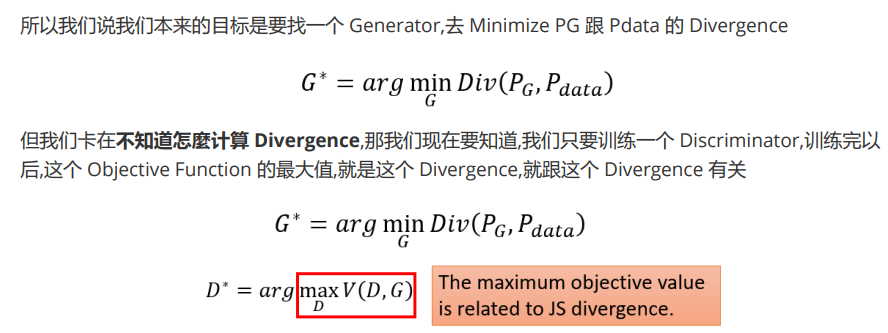 所以我们说我们本来的目标是要找一个 Generator,去 Minimize PG 跟 Pdata 的 Divergence
G* = arg min_G Div(P_G, P_data)
但我们卡在不知道怎麼计算 Divergence,那我们现在要知道,我们只要训练一个 Discriminator,训练完以
后,这个 Objective Function 的最大值,就是这个 Divergence,就跟这个 Divergence 有关
G* = arg min_G Div(P_G, P_data)
D* = arg max_D V(D, G)
The maximum objective value
is related to JS divergence.